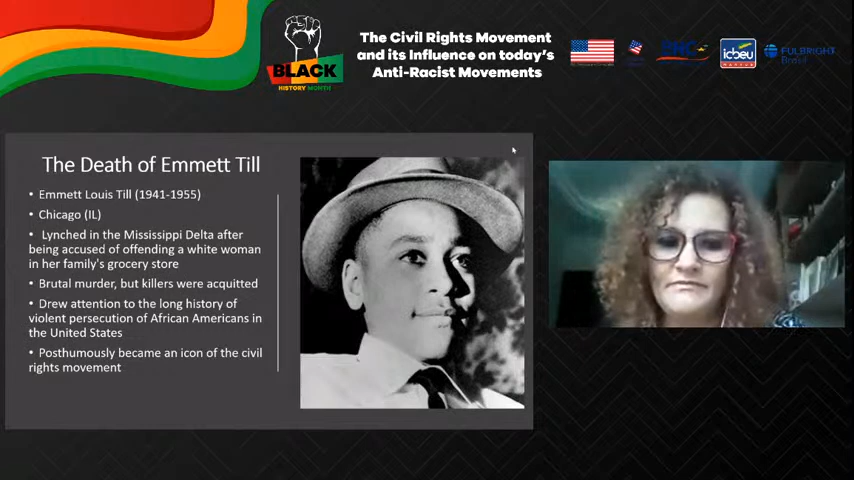 The Civil Rights Movement
and its Influence on today's
Anti-Racist Movements
BLACK
HISTORY MONTH
icbeu
MANAUS
FULBRIGHT
Brasil
The Death of Emmett Till
• Emmett Louis Till (1941-1955)
• Chicago (IL)
• Lynched in the Mississippi Delta after
being accused of offending a white woman
in her family's grocery store
• Brutal murder, but killers were acquitted
• Drew attention to the long history of
violent persecution of African Americans in
the United States
• Posthumously became an icon of the civil
rights movement